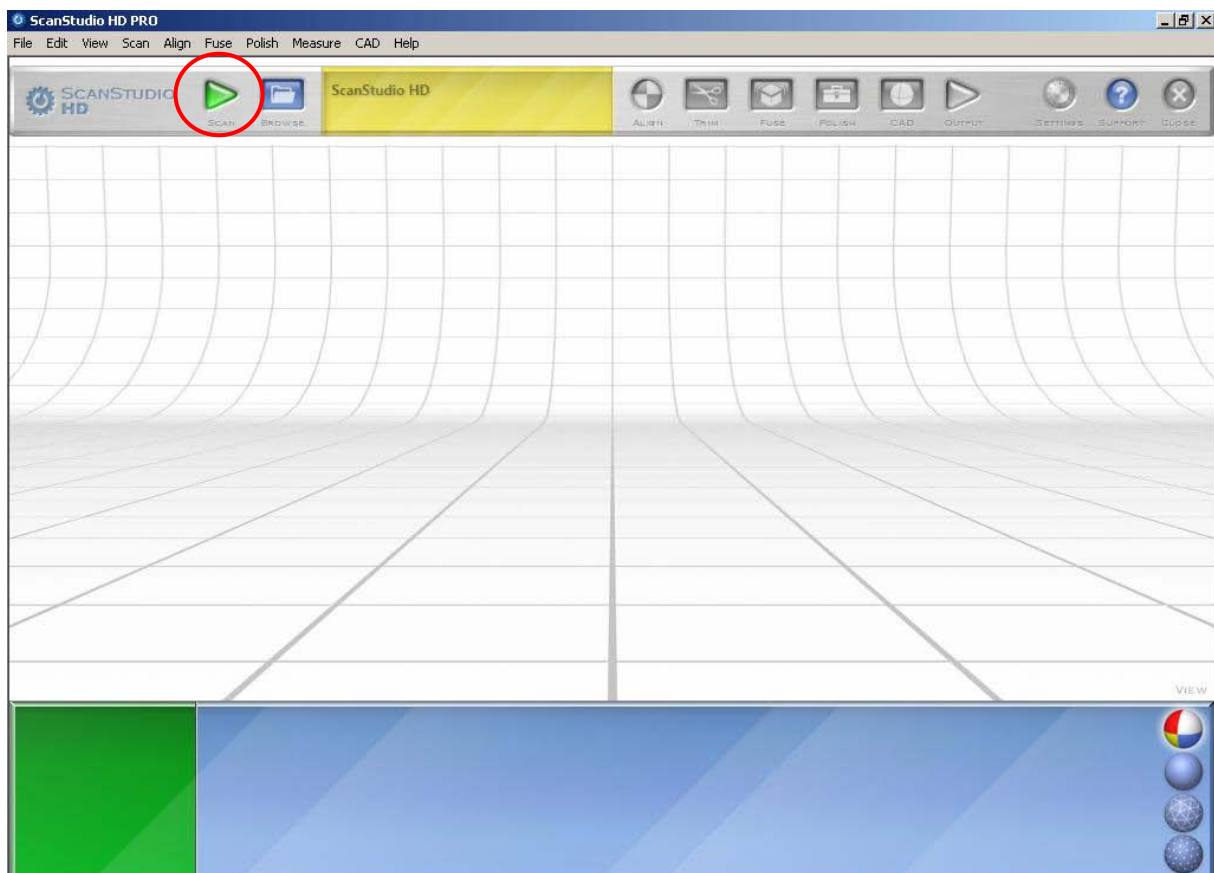 ScanStudio HD PRO
File Edit View Scan Align Fuse Polish Measure CAD Help
SCANSTUDIO
HD
SCAN
BROWSE
ScanStudio HD
ALIGN
TRIM
FUSE
POLISH
CAD
OUTPUT
SETTINGS
SUPPORT
CLOSE
VIEW